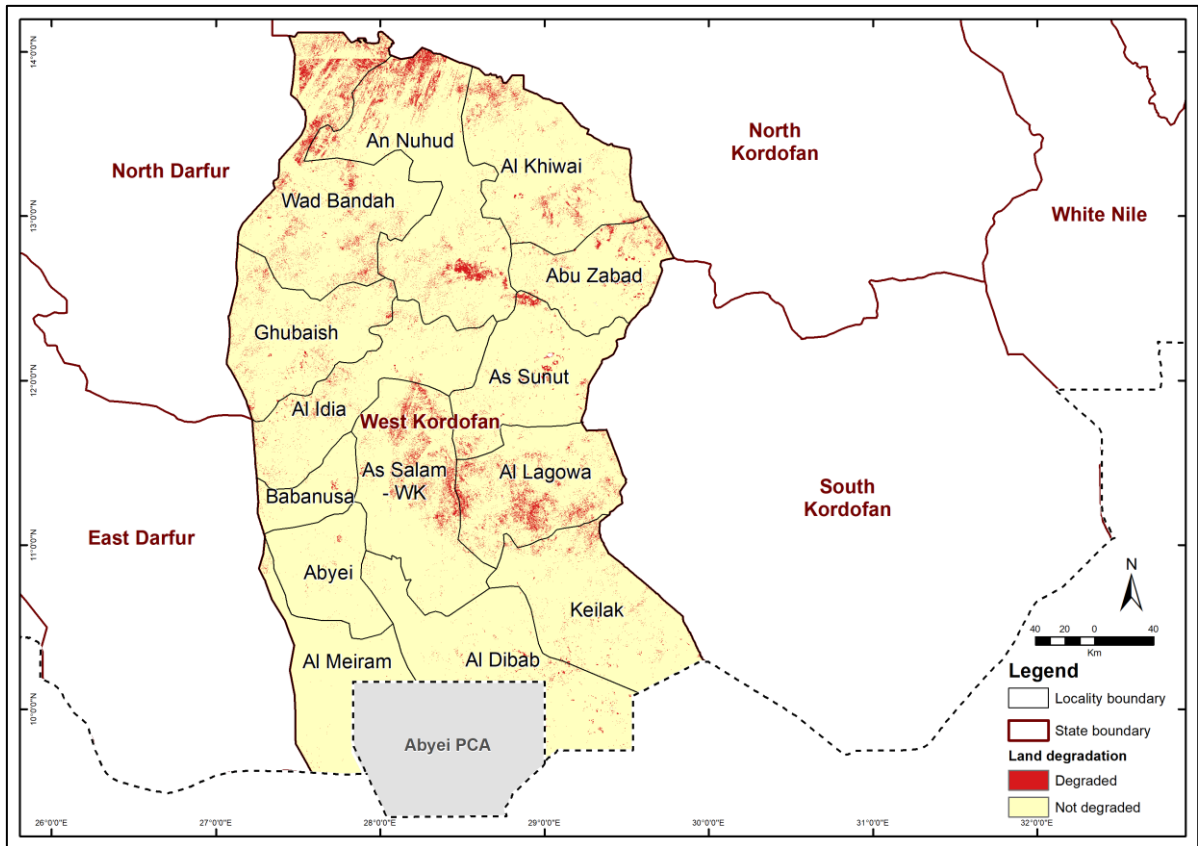 14°0'0"N
An Nuhud
North
Kordofan
Al Khiwai
North Darfur
Wad Bandah
White Nile
13°0'0"N
Abu Zabad
Ghubaish
As Sunut
12°0'0"N
Al Idia
West Kordofan
As Salam
- WK
Al Lagowa
Babanusa
South
Kordofan
East Darfur
11°0'0"N
Abyei
Keilak
N
40 20 0 40
Km
Al Meiram
Al Dibab
Legend
Locality boundary
10°0'0"N
State boundary
Abyei PCA
Land degradation
Degraded
Not degraded
26°0'0"E
27°0'0"E
28°0'0"E
29°0'0"E
30°0'0"E
31°0'0"E
32°0'0"E